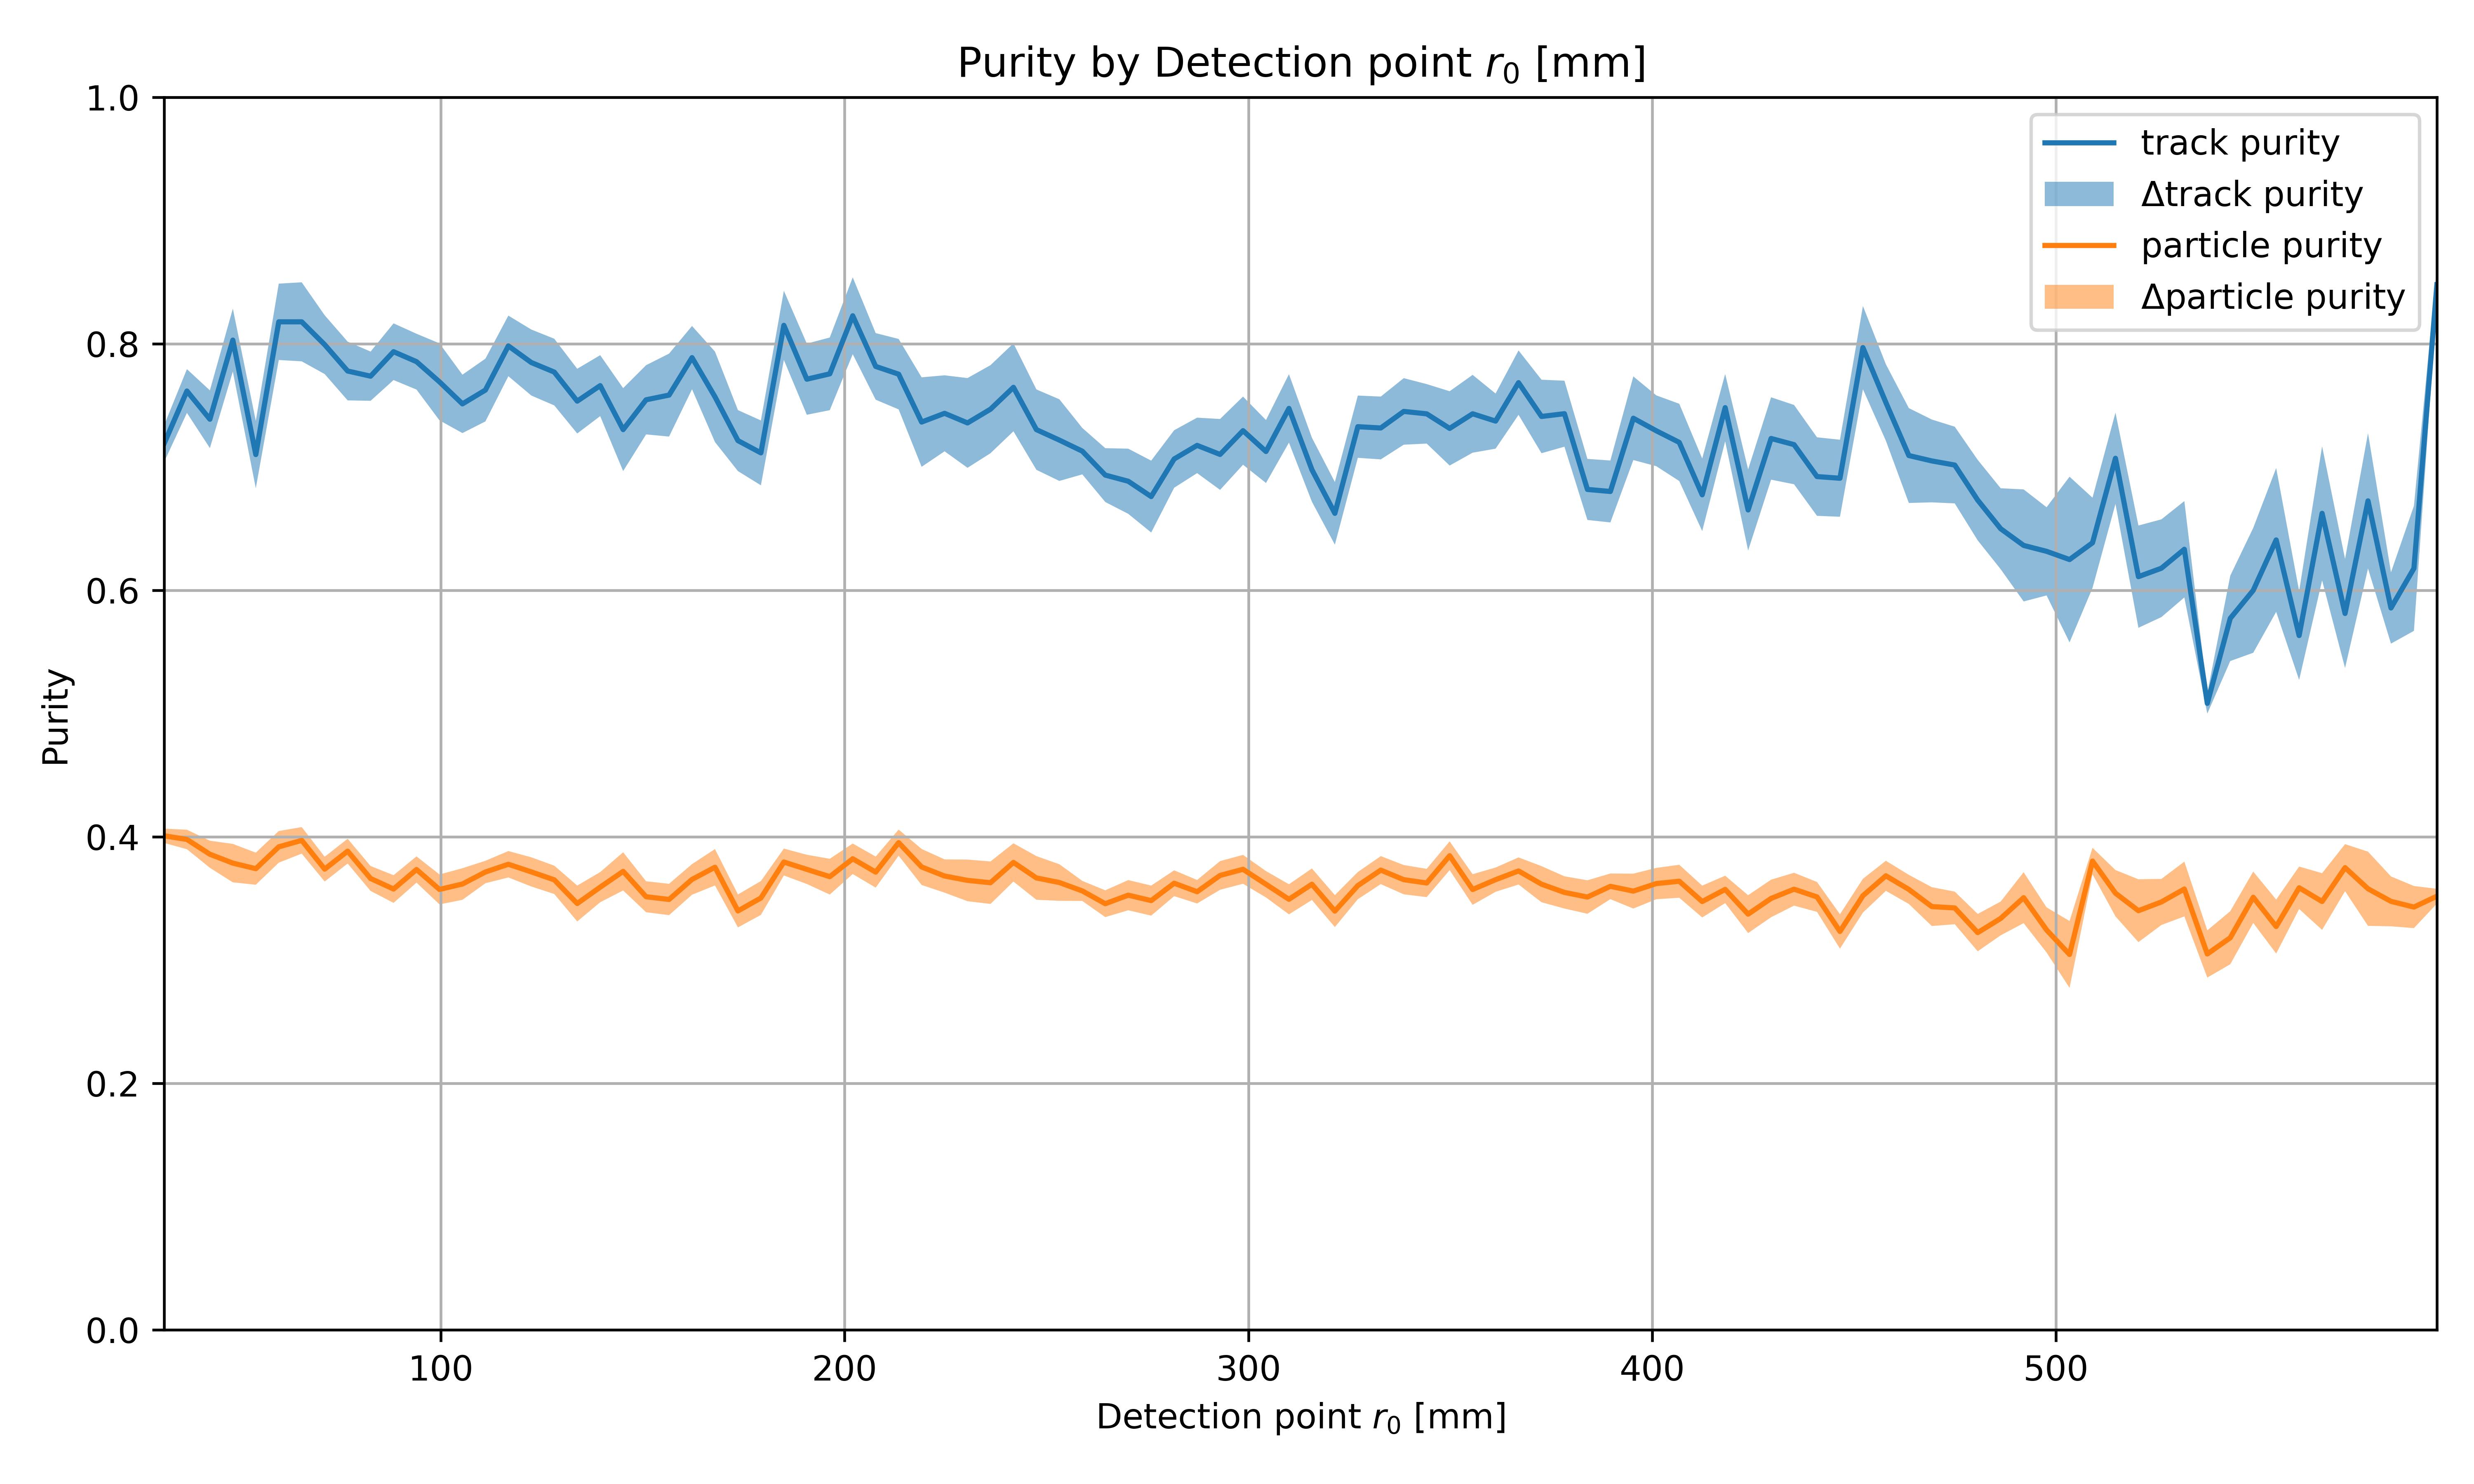 Purity by Detection point r₀ [mm]
1.0
0.8
0.6
0.4
0.2
0.0
Purity
track purity
Δtrack purity
particle purity
Δparticle purity
100 200 300 400 500
Detection point r₀ [mm]